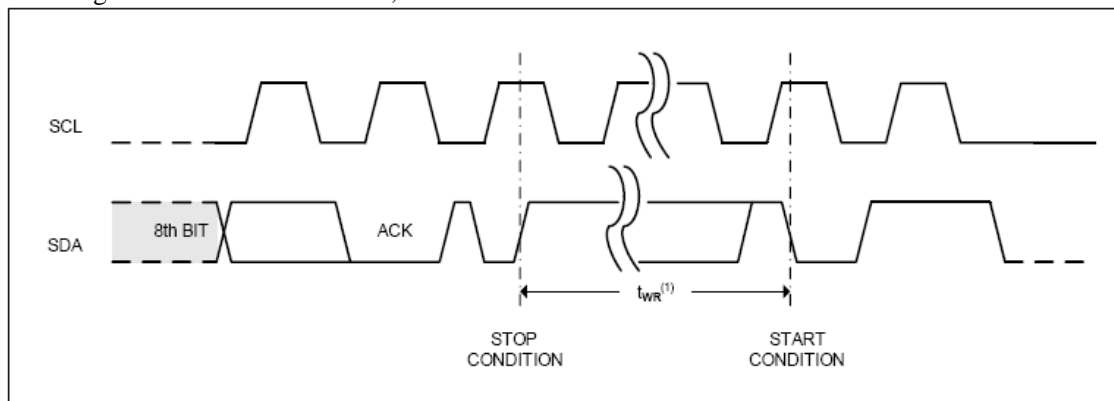 SCL
8th BIT
ACK
SDA
tWR(1)
STOP
CONDITION
START
CONDITION